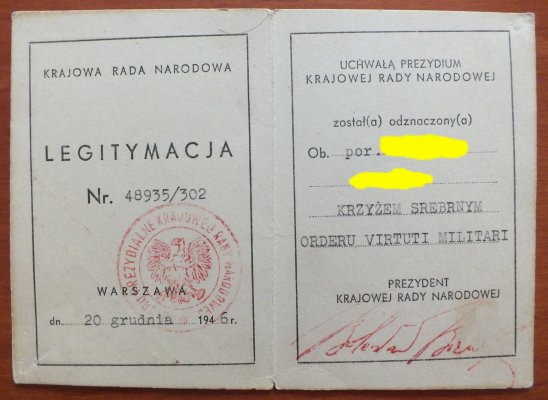 KRAJOWA RADA NARODOWA
LEGITYMACJA
Nr. 48935/302
WARSZAWA
dn. 20 grudnia 1946r.
UCHWAŁĄ PREZYDIUM
KRAJOWEJ RADY NARODOWEJ
został(a) odznaczony(a)
Ob. por.
KRZYŻEM SREBRNYM
ORDERU VIRTUTI MILITARI
PREZYDENT
KRAJOWEJ RADY NARODOWEJ